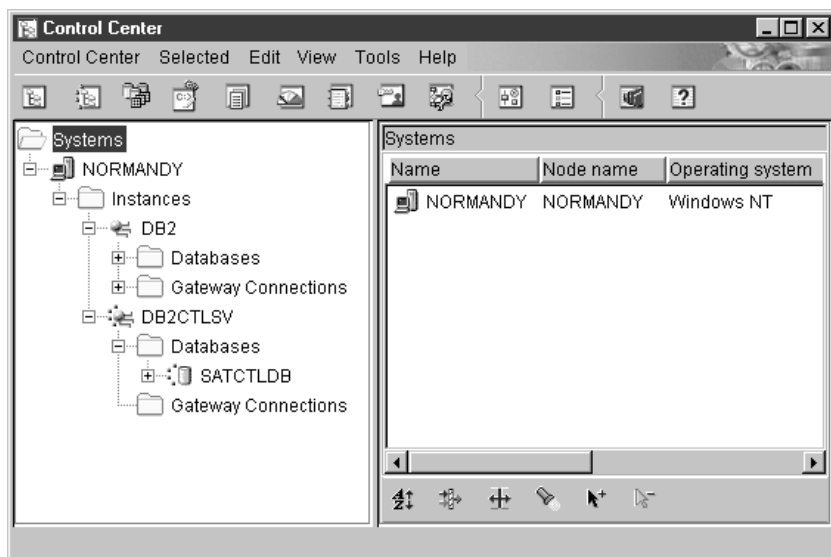 Control Center
Control Center Selected Edit View Tools Help
Systems
NORMANDY
Instances
DB2
Databases
Gateway Connections
DB2CTLSV
Databases
SATCTLDB
Gateway Connections
Systems
Name Node name Operating system
NORMANDY NORMANDY Windows NT